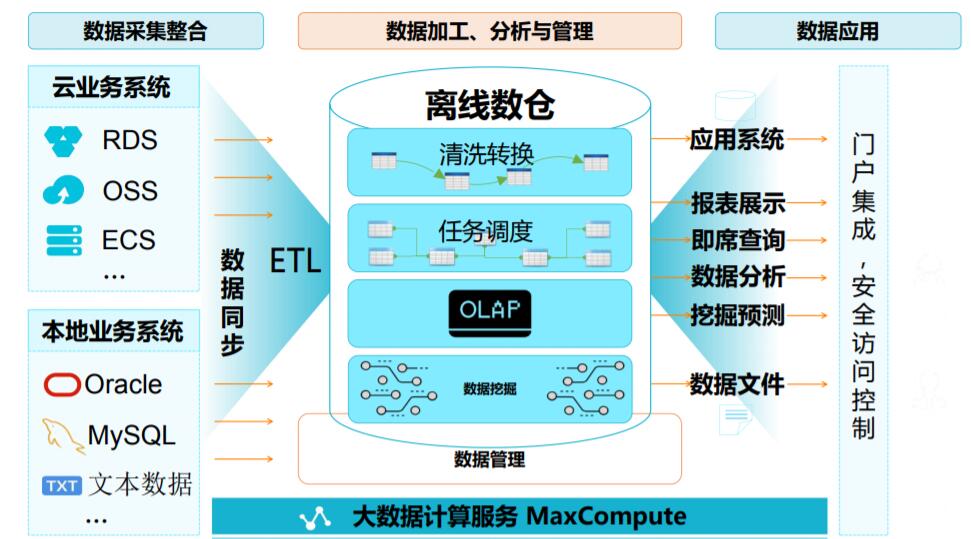 数据采集整合
数据加工、分析与管理
数据应用
云业务系统
RDS
OSS
ECS
...
本地业务系统
Oracle
MySQL
TXT 文本数据
...
数据同步
ETL
离线数仓
清洗转换
任务调度
OLAP
数据挖掘
数据管理
大数据计算服务 MaxCompute
应用系统
报表展示
即席查询
数据分析
挖掘预测
数据文件
门户集成,安全访问控制